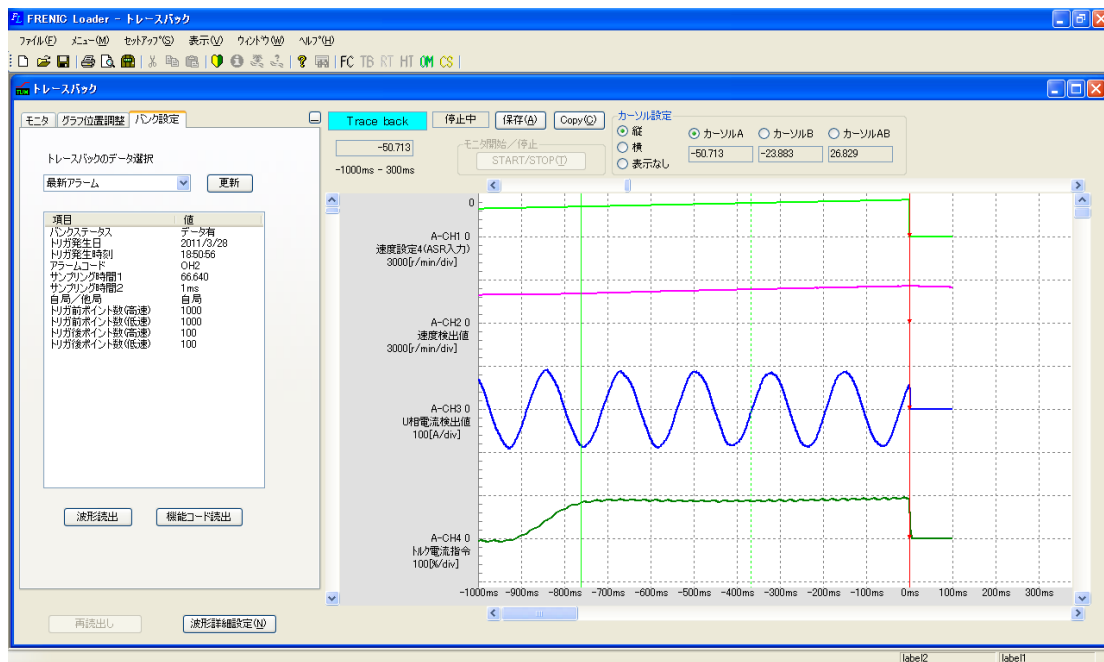 FRENIC Loader - トレースバック
ファイル(F) メニュー(M) セットアップ(S) 表示(V) ウィンドウ(W) ヘルプ(H)
FC TB RT HT OM CS
トレースバック
モニタ グラフ位置調整 バンク設定
トレースバックのデータ選択
最新アラーム 更新
項目 値
バンクステータス データ有
トリガ発生日 2011/3/28
トリガ発生時刻 18:50:56
アラームコード OH2
サンプリング時間1 66.640
サンプリング時間2 1ms
自局/他局 自局
トリガ前ポイント数(高速) 1000
トリガ前ポイント数(低速) 1000
トリガ後ポイント数(高速) 100
トリガ後ポイント数(低速) 100
波形読出 機能コード読出
再読出し 波形詳細設定(N)
Trace back 停止中 保存(A) Copy(C)
-50.713
-1000ms - 300ms
モニタ開始/停止
START/STOP(T)
カーソル設定
縦
横
表示なし
カーソルA カーソルB カーソルAB
-50.713 -23.883 26.829
0
A-CH1 0
速度設定4(ASR入力)
3000[r/min/div]
A-CH2 0
速度検出値
3000[r/min/div]
A-CH3 0
U相電流検出値
100[A/div]
A-CH4 0
トルク電流指令
100[%/div]
-1000ms -900ms -800ms -700ms -600ms -500ms -400ms -300ms -200ms -100ms 0ms 100ms 200ms 300ms
label2 label1